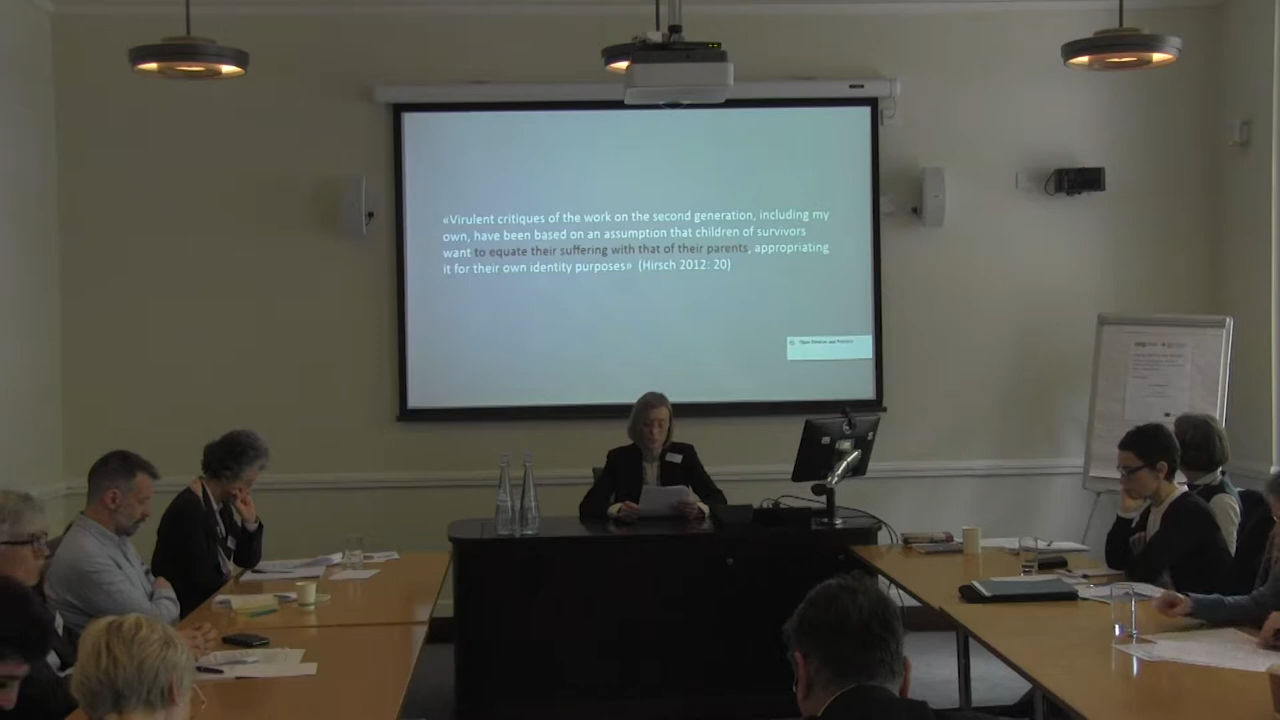 «Virulent critiques of the work on the second generation, including my
own, have been based on an assumption that children of survivors
want to equate their suffering with that of their parents, appropriating
it for their own identity purposes» (Hirsch 2012: 20)